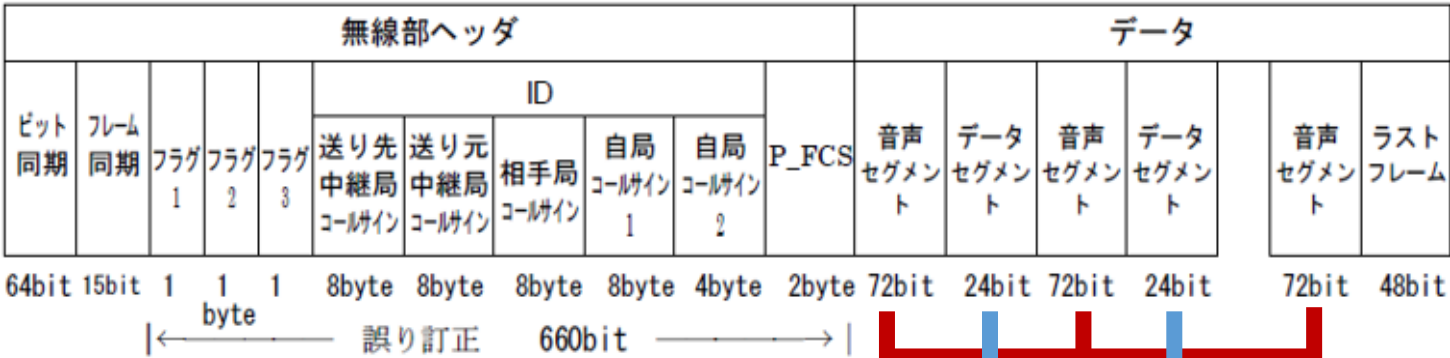 無線部ヘッダ
データ
ビット
同期
フレーム
同期
フラグ
1
フラグ
2
フラグ
3
ID
送り先
中継局
コールサイン
送り元
中継局
コールサイン
相手局
コールサイン
自局
コールサイン
1
自局
コールサイン
2
P_FCS
音声
セグメン
ト
データ
セグメン
ト
音声
セグメン
ト
データ
セグメン
ト
音声
セグメン
ト
ラスト
フレーム
64bit 15bit 1 1 1 8byte 8byte 8byte 8byte 4byte 2byte 72bit 24bit 72bit 24bit 72bit 48bit
byte
誤り訂正 660bit